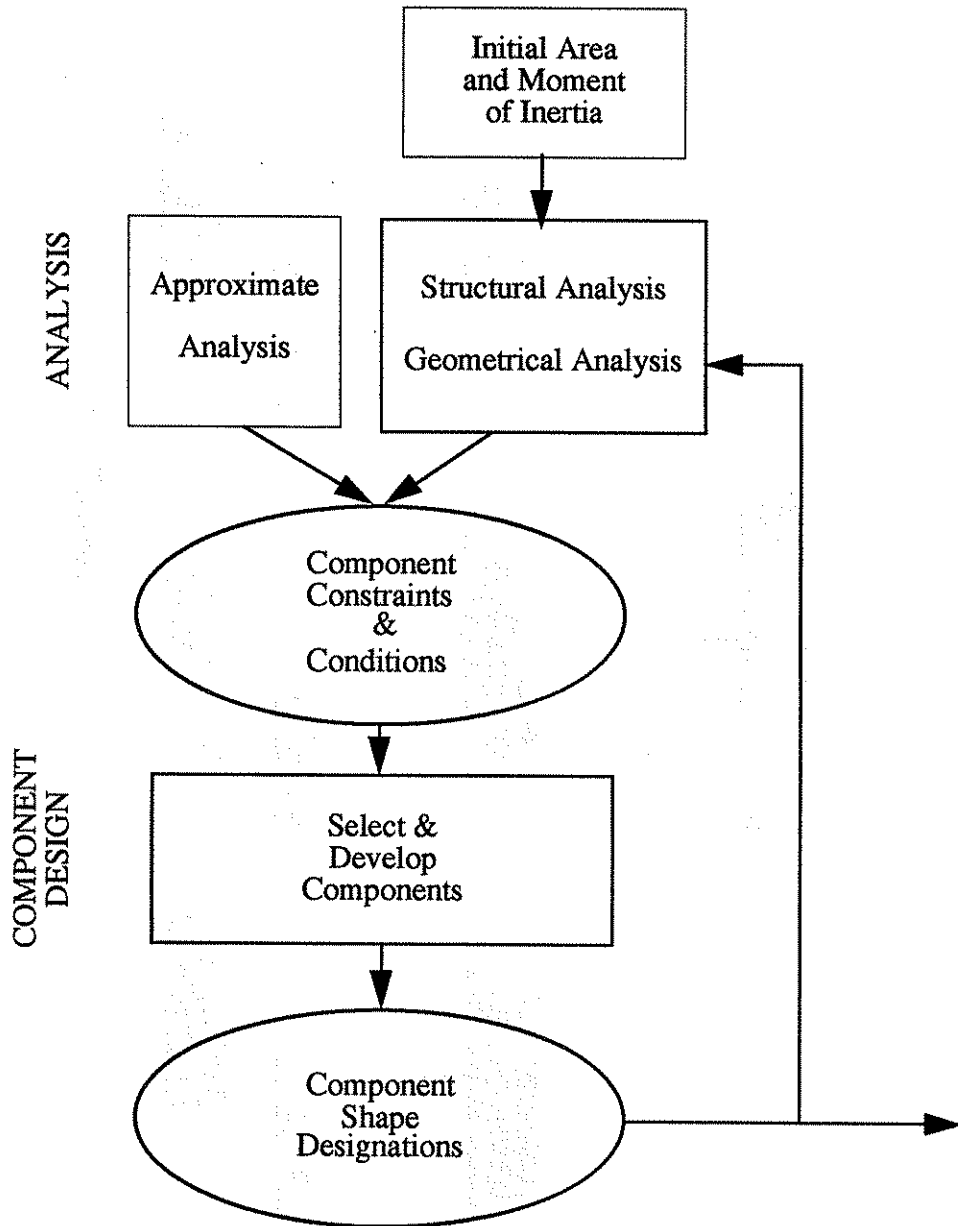 Initial Area
and Moment
of Inertia
ANALYSIS
Approximate
Analysis
Structural Analysis
Geometrical Analysis
Component
Constraints
&
Conditions
COMPONENT
DESIGN
Select &
Develop
Components
Component
Shape
Designations